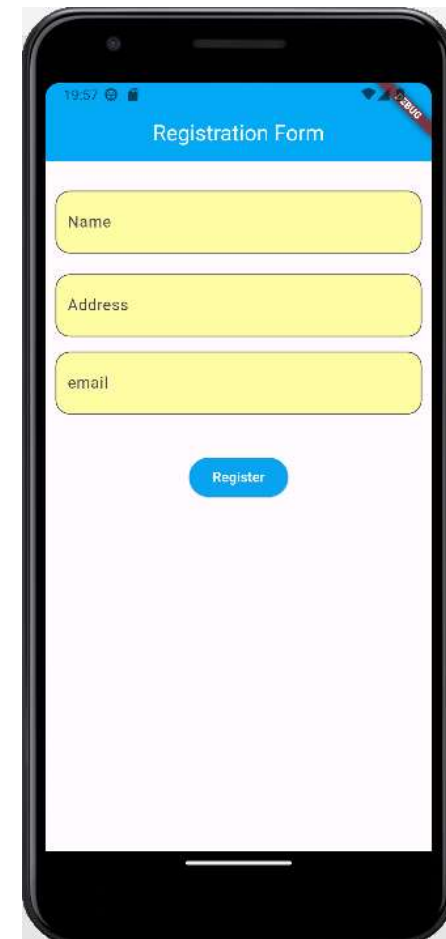 19:57
DEBUG
Registration Form
Name
Address
email
Register